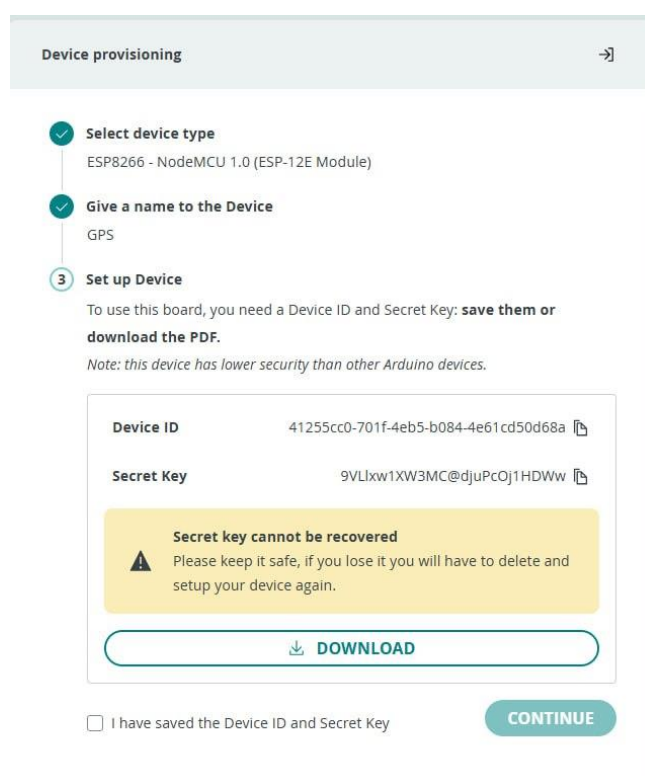 Device provisioning
Select device type
ESP8266 - NodeMCU 1.0 (ESP-12E Module)
Give a name to the Device
GPS
3 Set up Device
To use this board, you need a Device ID and Secret Key: save them or
download the PDF.
Note: this device has lower security than other Arduino devices.
Device ID 41255cc0-701f-4eb5-b084-4e61cd50d68a
Secret Key 9VLlxw1XW3MC@djuPcOj1HDWw
Secret key cannot be recovered
Please keep it safe, if you lose it you will have to delete and
setup your device again.
DOWNLOAD
I have saved the Device ID and Secret Key
CONTINUE